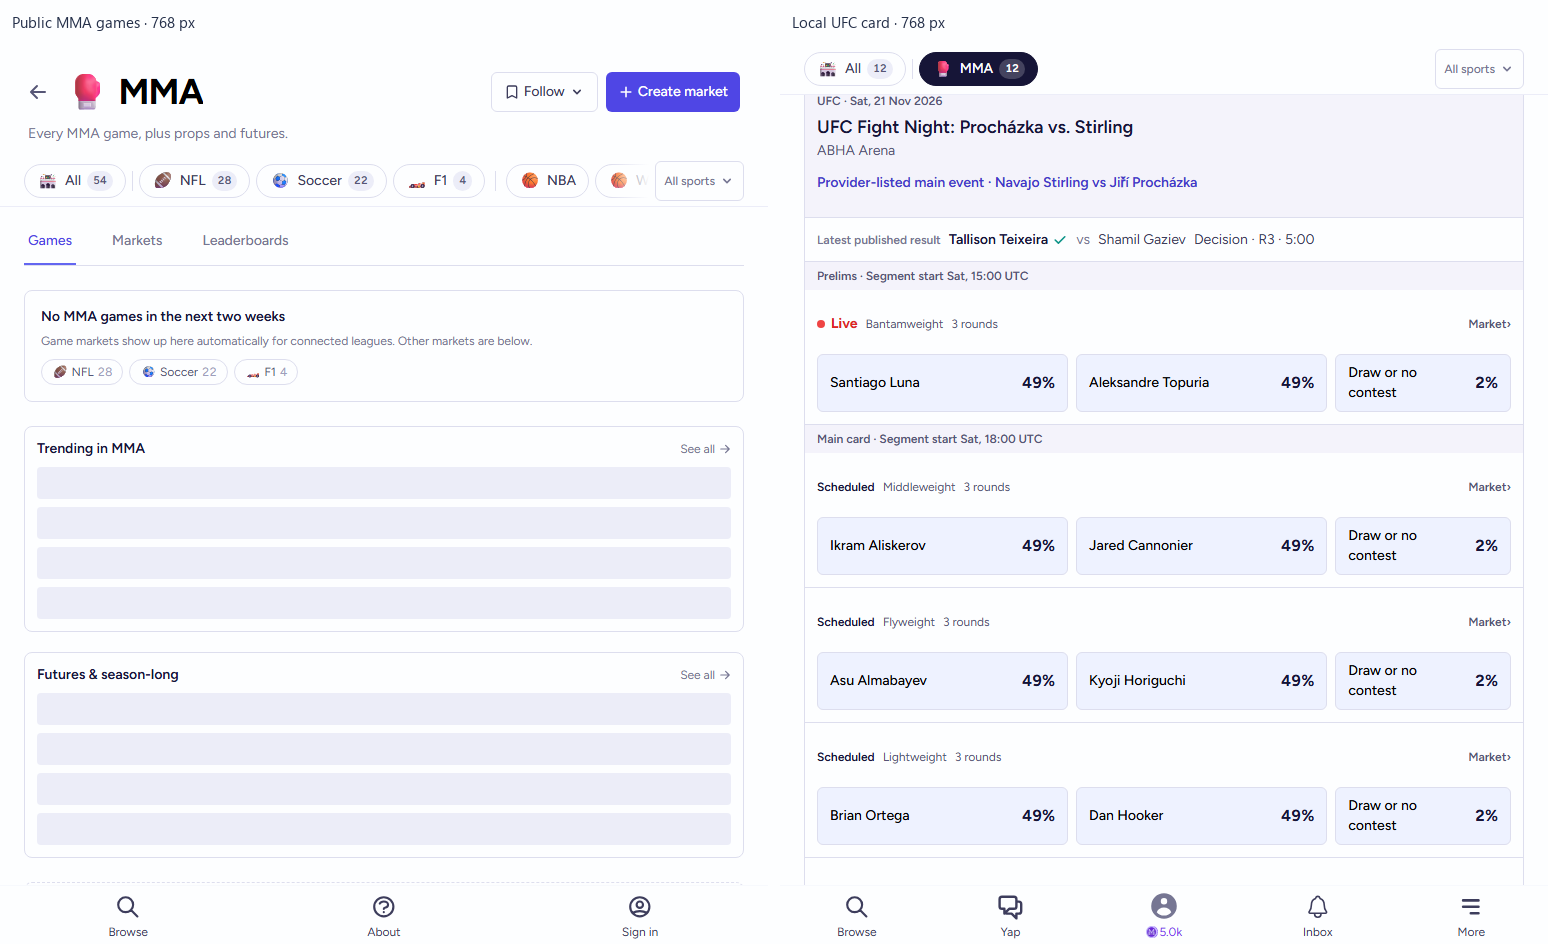 Public MMA games · 768 px
MMA
Follow
Create market
Every MMA game, plus props and futures.
All 54
NFL 28
Soccer 22
F1 4
NBA
W
All sports
Games
Markets
Leaderboards
No MMA games in the next two weeks
Game markets show up here automatically for connected leagues. Other markets are below.
NFL 28
Soccer 22
F1 4
Trending in MMA
See all →
Futures & season-long
See all →
Browse
About
Sign in
Local UFC card · 768 px
All 12
MMA 12
All sports
UFC · Sat, 21 Nov 2026
UFC Fight Night: Procházka vs. Stirling
ABHA Arena
Provider-listed main event · Navajo Stirling vs Jiří Procházka
Latest published result Tallison Teixeira ✓ vs Shamil Gaziev Decision · R3 · 5:00
Prelims · Segment start Sat, 15:00 UTC
Live Bantamweight 3 rounds
Market›
Santiago Luna 49%
Aleksandre Topuria 49%
Draw or no
contest
2%
Main card · Segment start Sat, 18:00 UTC
Scheduled Middleweight 3 rounds
Market›
Ikram Aliskerov 49%
Jared Cannonier 49%
Draw or no
contest
2%
Scheduled Flyweight 3 rounds
Market›
Asu Almabayev 49%
Kyoji Horiguchi 49%
Draw or no
contest
2%
Scheduled Lightweight 3 rounds
Market›
Brian Ortega 49%
Dan Hooker 49%
Draw or no
contest
2%
Browse
Yap
5.0k
Inbox
More